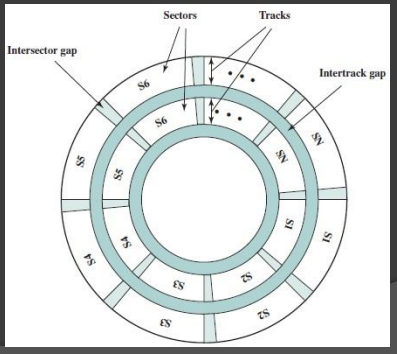 Sectors
Tracks
Intersector gap
Intertrack gap
S6
• • •
SN
S6
• • •
SN
S5
S5
S1
S1
S4
S4
S3
S2
S3
S2